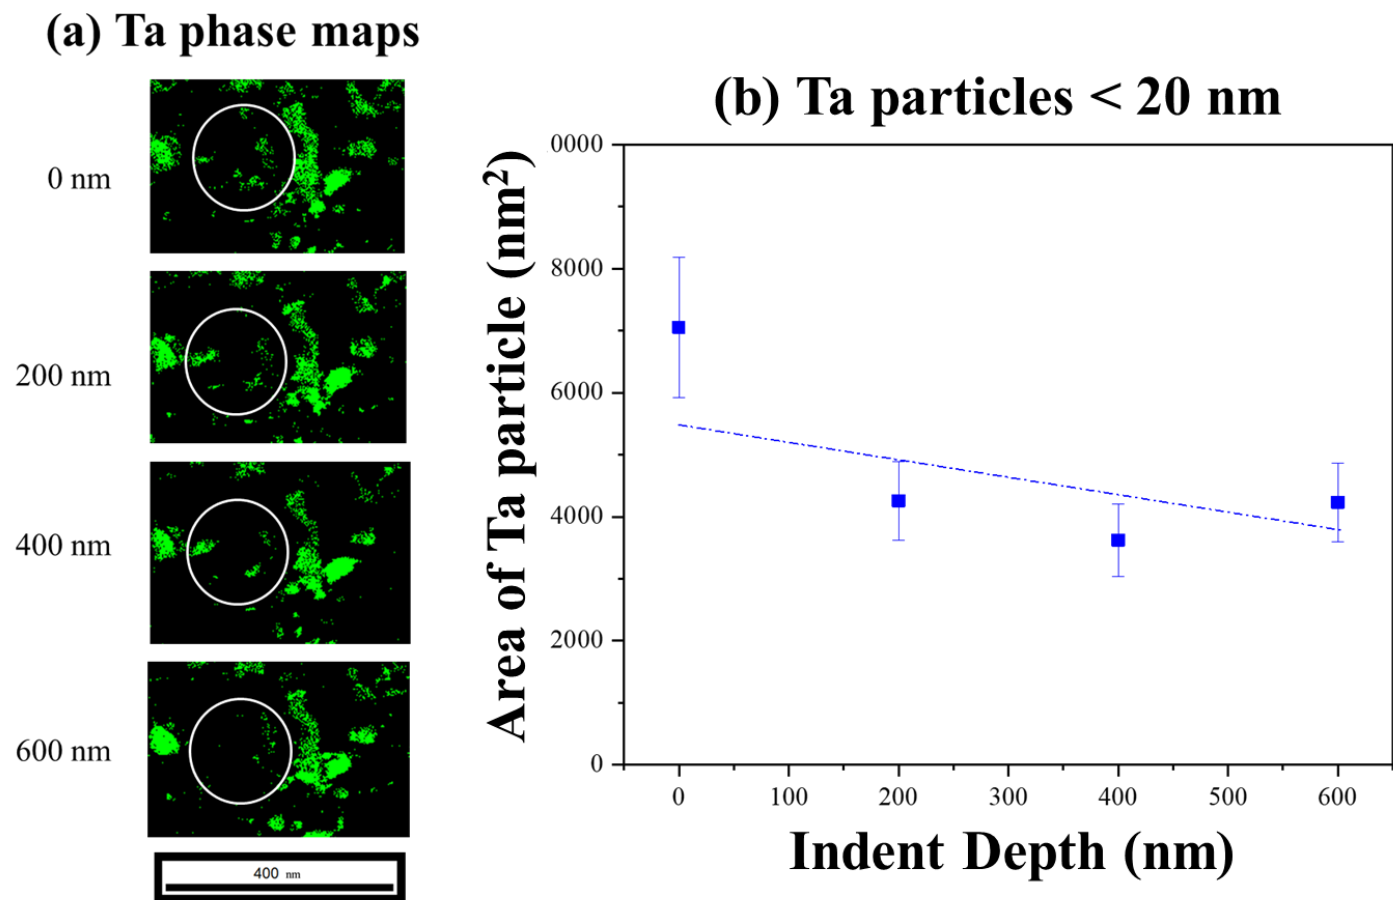 (a) Ta phase maps
0 nm
200 nm
400 nm
600 nm
400 nm
(b) Ta particles < 20 nm
Area of Ta particle (nm²)
0000
8000
6000
4000
2000
0
0 100 200 300 400 500 600
Indent Depth (nm)